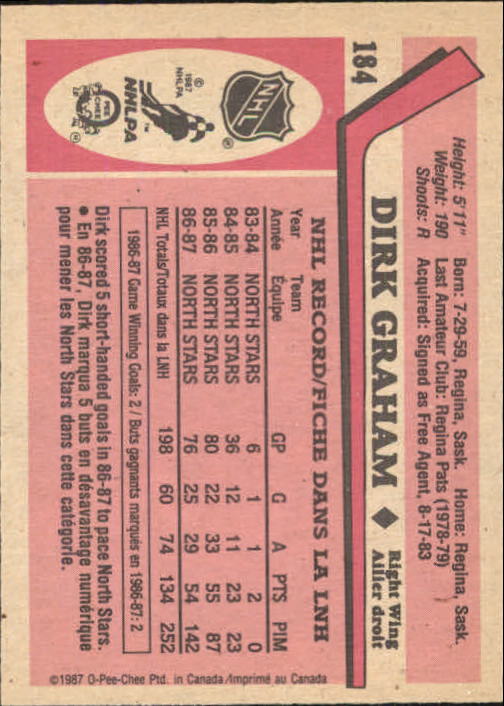 184
Height: 5'11" Born: 7-29-59, Regina, Sask. Home: Regina, Sask.
Weight: 190 Last Amateur Club: Regina Pats (1978-79)
Shoots: R Acquired: Signed as Free Agent, 8-17-83
DIRK GRAHAM ◆ Right Wing
Ailier droit
NHL RECORD/FICHE DANS LA LNH
Year Team
Année Équipe GP G A PTS PIM
83-84 NORTH STARS 6 1 1 2 0
84-85 NORTH STARS 36 12 11 23 23
85-86 NORTH STARS 80 22 33 55 87
86-87 NORTH STARS 76 25 29 54 142
NHL Totals/Totaux dans la LNH 198 60 74 134 252
1986-87 Game Winning Goals: 2 / Buts gagnants marqués en 1986-87: 2
Dirk scored 5 short-handed goals in 86-87 to pace North Stars.
● En 86-87, Dirk marqua 5 buts en désavantage numérique
pour mener les North Stars dans cette catégorie.
NHL
®
© 1987
NHLPA
NHLPA
TM
O PEE CHEE
©1987 O-Pee-Chee Ptd. in Canada/Imprimé au Canada